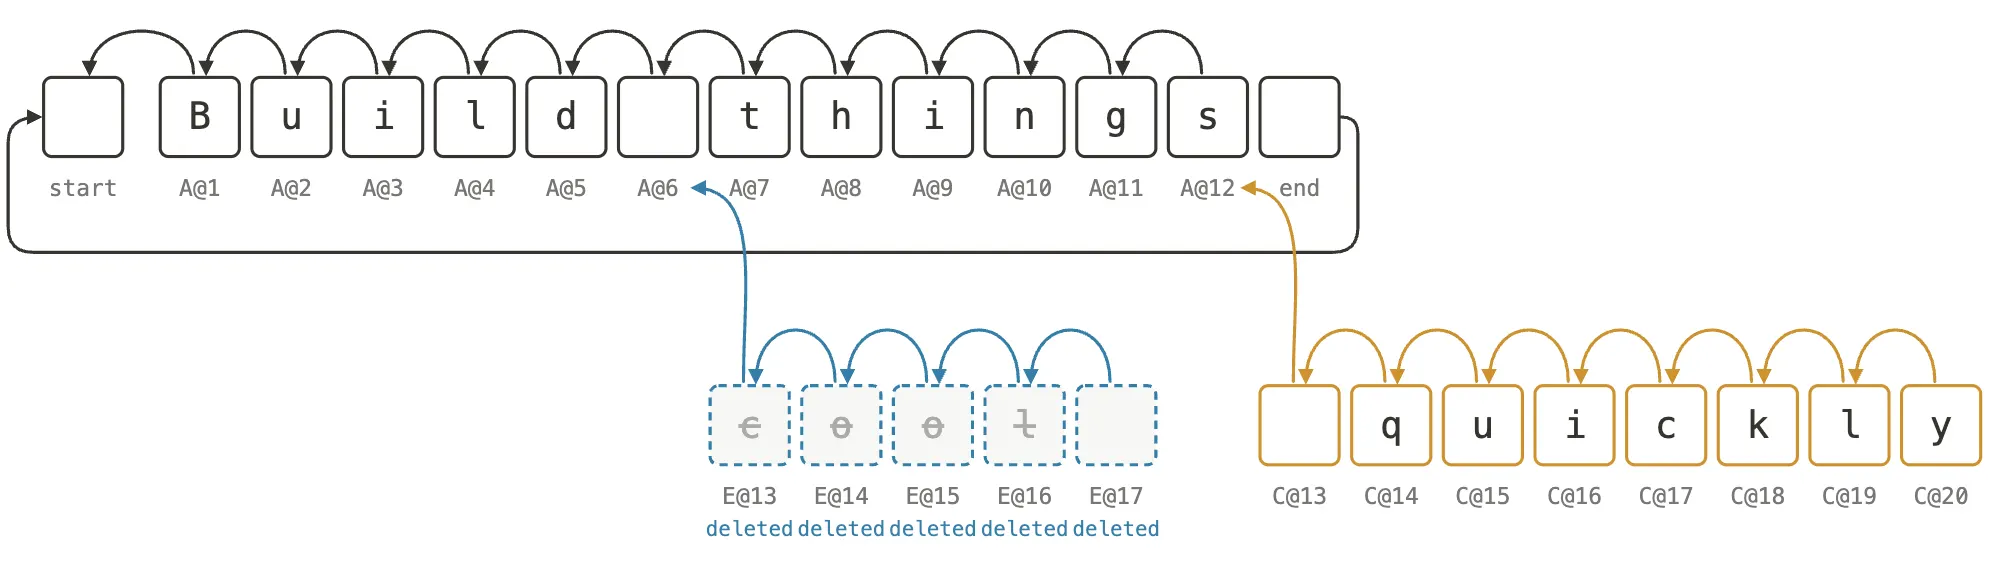 B u i l d t h i n g s
start A@1 A@2 A@3 A@4 A@5 A@6 A@7 A@8 A@9 A@10 A@11 A@12 end
c o o l q u i c k l y
E@13 E@14 E@15 E@16 E@17 C@13 C@14 C@15 C@16 C@17 C@18 C@19 C@20
deleted deleted deleted deleted deleted